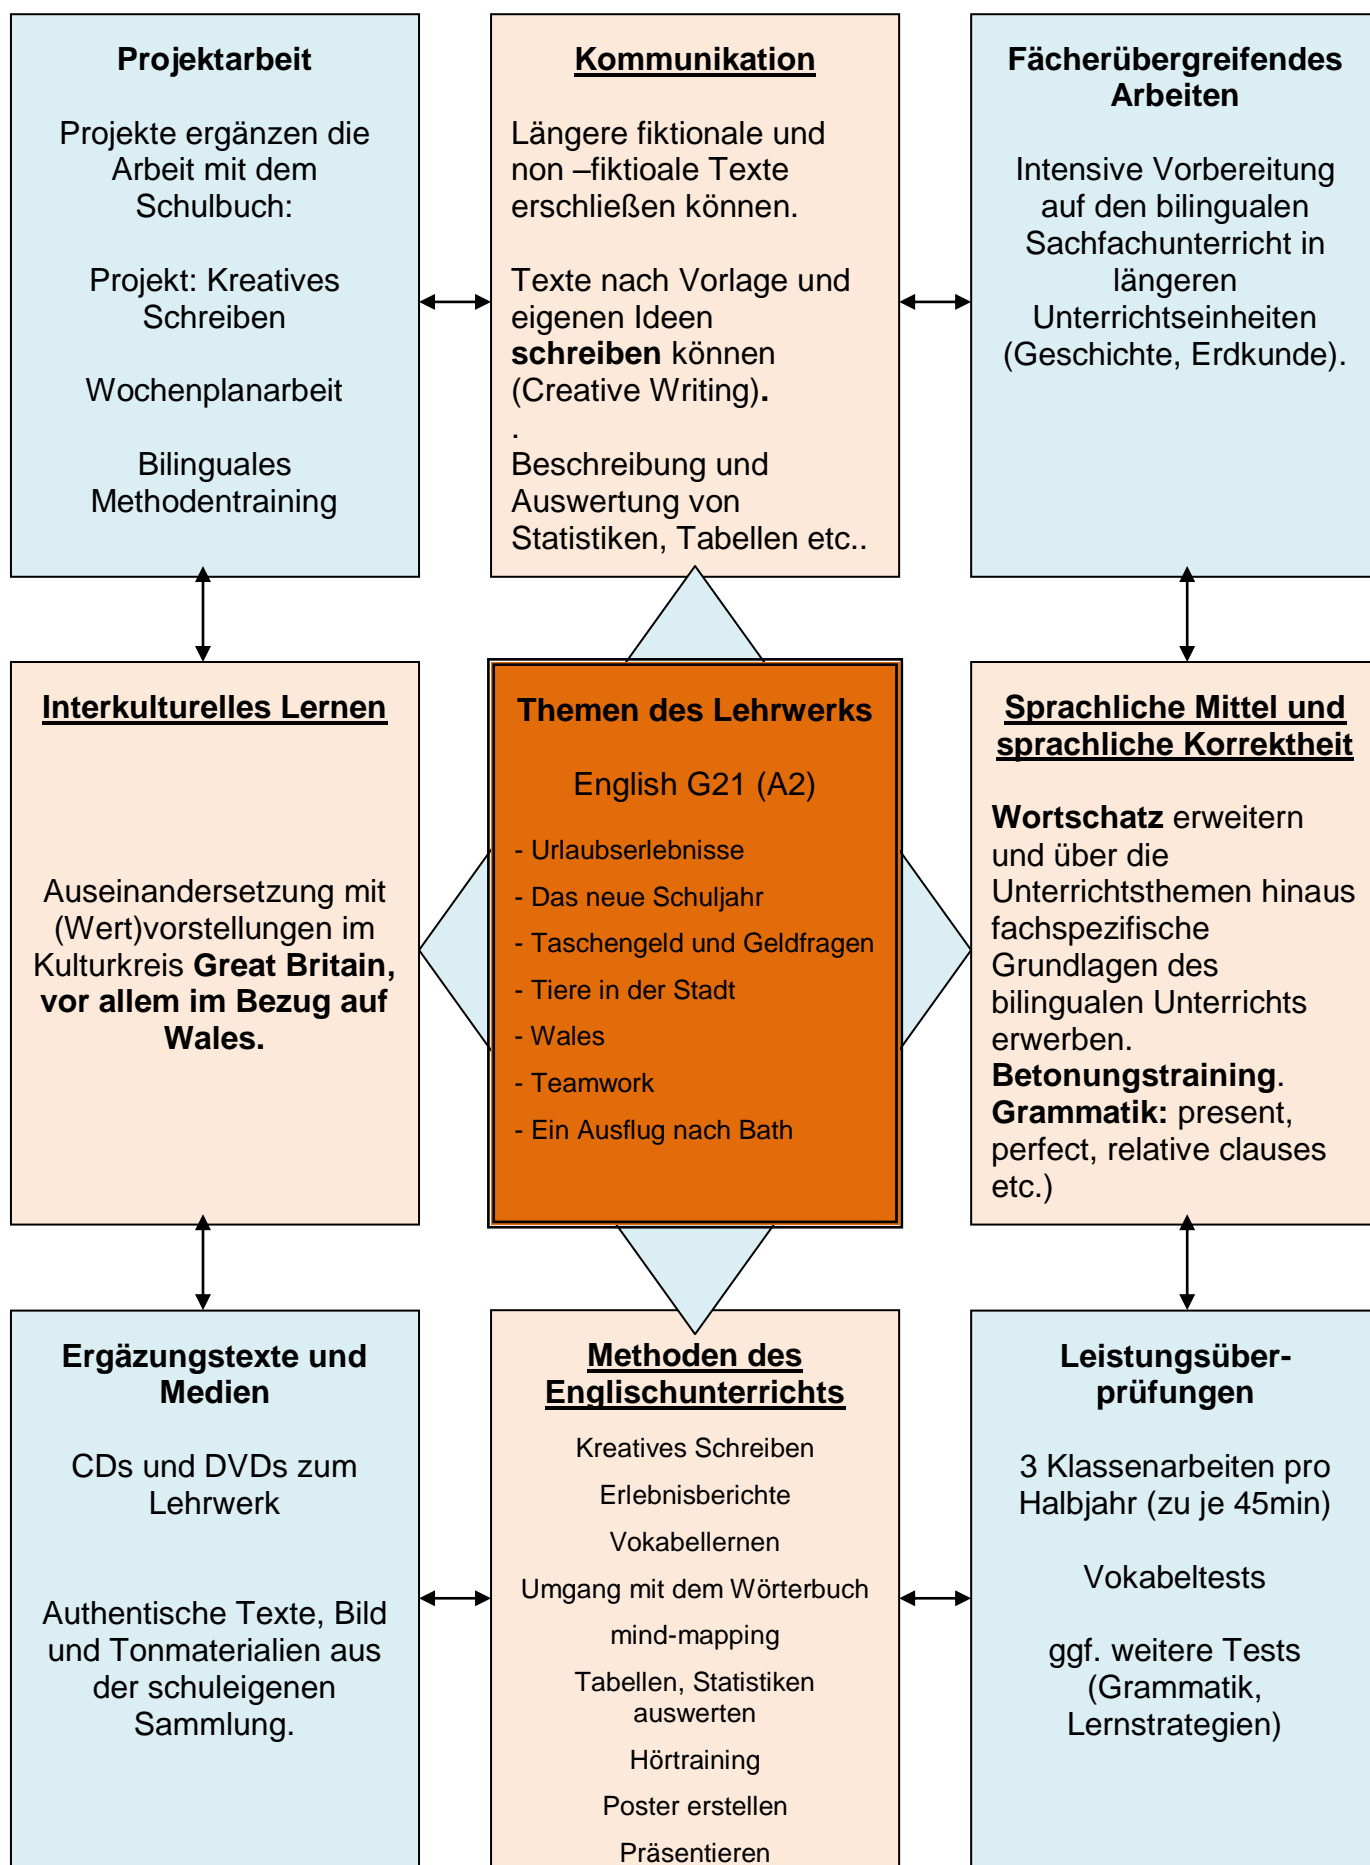 Projektarbeit
Projekte ergänzen die
Arbeit mit dem
Schulbuch:
Projekt: Kreatives
Schreiben
Wochenplanarbeit
Bilinguales
Methodentraining
Kommunikation
Längere fiktionale und
non –fiktioale Texte
erschließen können.
Texte nach Vorlage und
eigenen Ideen
schreiben können
(Creative Writing).
.
Beschreibung und
Auswertung von
Statistiken, Tabellen etc..
Fächerübergreifendes
Arbeiten
Intensive Vorbereitung
auf den bilingualen
Sachfachunterricht in
längeren
Unterrichtseinheiten
(Geschichte, Erdkunde).
Interkulturelles Lernen
Auseinandersetzung mit
(Wert)vorstellungen im
Kulturkreis Great Britain,
vor allem im Bezug auf
Wales.
Themen des Lehrwerks
English G21 (A2)
- Urlaubserlebnisse
- Das neue Schuljahr
- Taschengeld und Geldfragen
- Tiere in der Stadt
- Wales
- Teamwork
- Ein Ausflug nach Bath
Sprachliche Mittel und
sprachliche Korrektheit
Wortschatz erweitern
und über die
Unterrichtsthemen hinaus
fachspezifische
Grundlagen des
bilingualen Unterrichts
erwerben.
Betonungstraining.
Grammatik: present,
perfect, relative clauses
etc.)
Ergäzungstexte und
Medien
CDs und DVDs zum
Lehrwerk
Authentische Texte, Bild
und Tonmaterialien aus
der schuleigenen
Sammlung.
Methoden des
Englischunterrichts
Kreatives Schreiben
Erlebnisberichte
Vokabellernen
Umgang mit dem Wörterbuch
mind-mapping
Tabellen, Statistiken
auswerten
Hörtraining
Poster erstellen
Präsentieren
Leistungsüber-
prüfungen
3 Klassenarbeiten pro
Halbjahr (zu je 45min)
Vokabeltests
ggf. weitere Tests
(Grammatik,
Lernstrategien)